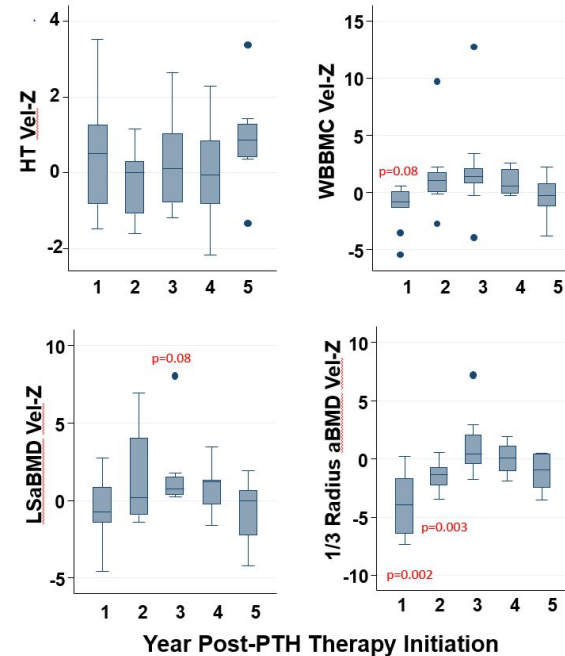 HT Vel-Z
4
2
0
-2
1 2 3 4 5
WBBMC Vel-Z
15
10
5
0
-5
p=0.08
1 2 3 4 5
LSaBMD Vel-Z
10
5
0
-5
p=0.08
1 2 3 4 5
1/3 Radius aBMD Vel-Z
10
5
0
-5
-10
p=0.003
p=0.002
1 2 3 4 5
Year Post-PTH Therapy Initiation